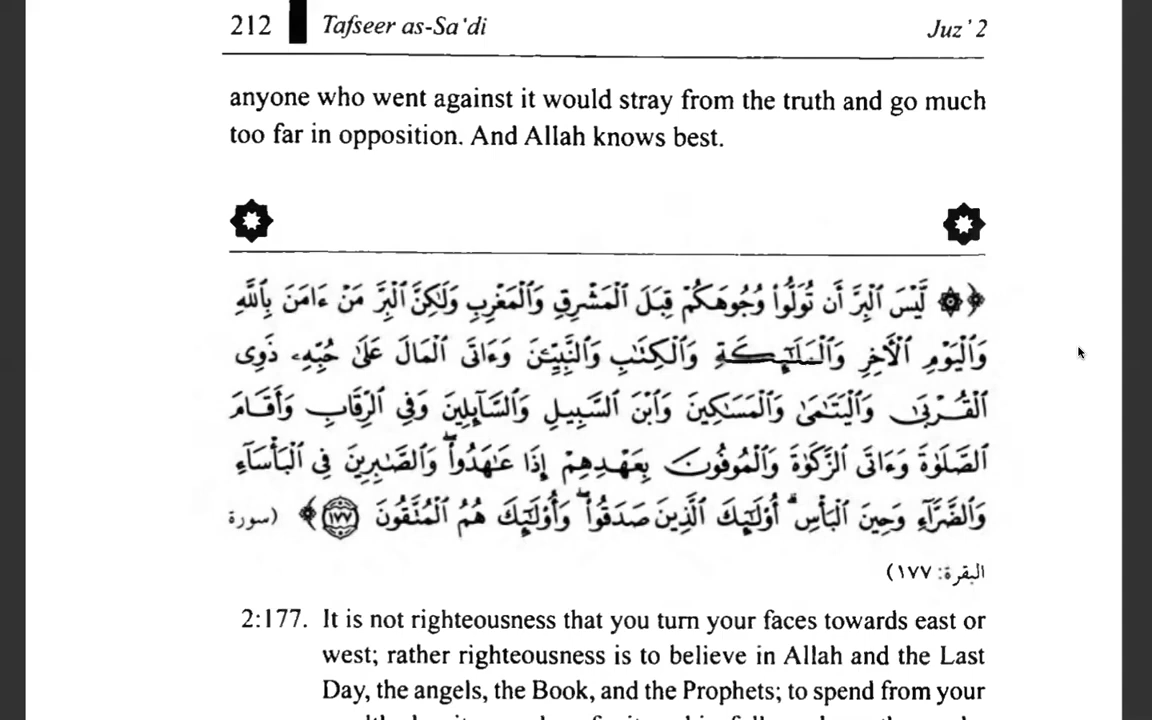 212 Tafseer as-Sa'di Juz' 2
anyone who went against it would stray from the truth and go much
too far in opposition. And Allah knows best.
﴿ ۞ لَّيْسَ ٱلْبِرَّ أَن تُوَلُّوا۟ وُجُوهَكُمْ قِبَلَ ٱلْمَشْرِقِ وَٱلْمَغْرِبِ وَلَـٰكِنَّ ٱلْبِرَّ مَنْ ءَامَنَ بِٱللَّهِ
وَٱلْيَوْمِ ٱلْـَٔاخِرِ وَٱلْمَلَـٰٓئِكَةِ وَٱلْكِتَـٰبِ وَٱلنَّبِيِّـۧنَ وَءَاتَى ٱلْمَالَ عَلَىٰ حُبِّهِۦ ذَوِى
ٱلْقُرْبَىٰ وَٱلْيَتَـٰمَىٰ وَٱلْمَسَـٰكِينَ وَٱبْنَ ٱلسَّبِيلِ وَٱلسَّآئِلِينَ وَفِى ٱلرِّقَابِ وَأَقَامَ
ٱلصَّلَوٰةَ وَءَاتَى ٱلزَّكَوٰةَ وَٱلْمُوفُونَ بِعَهْدِهِمْ إِذَا عَـٰهَدُوا۟ ۖ وَٱلصَّـٰبِرِينَ فِى ٱلْبَأْسَآءِ
وَٱلضَّرَّآءِ وَحِينَ ٱلْبَأْسِ ۗ أُو۟لَـٰٓئِكَ ٱلَّذِينَ صَدَقُوا۟ ۖ وَأُو۟لَـٰٓئِكَ هُمُ ٱلْمُتَّقُونَ ١٧٧ ﴾ (سورة
البقرة: ١٧٧)
2:177. It is not righteousness that you turn your faces towards east or
west; rather righteousness is to believe in Allah and the Last
Day, the angels, the Book, and the Prophets; to spend from your